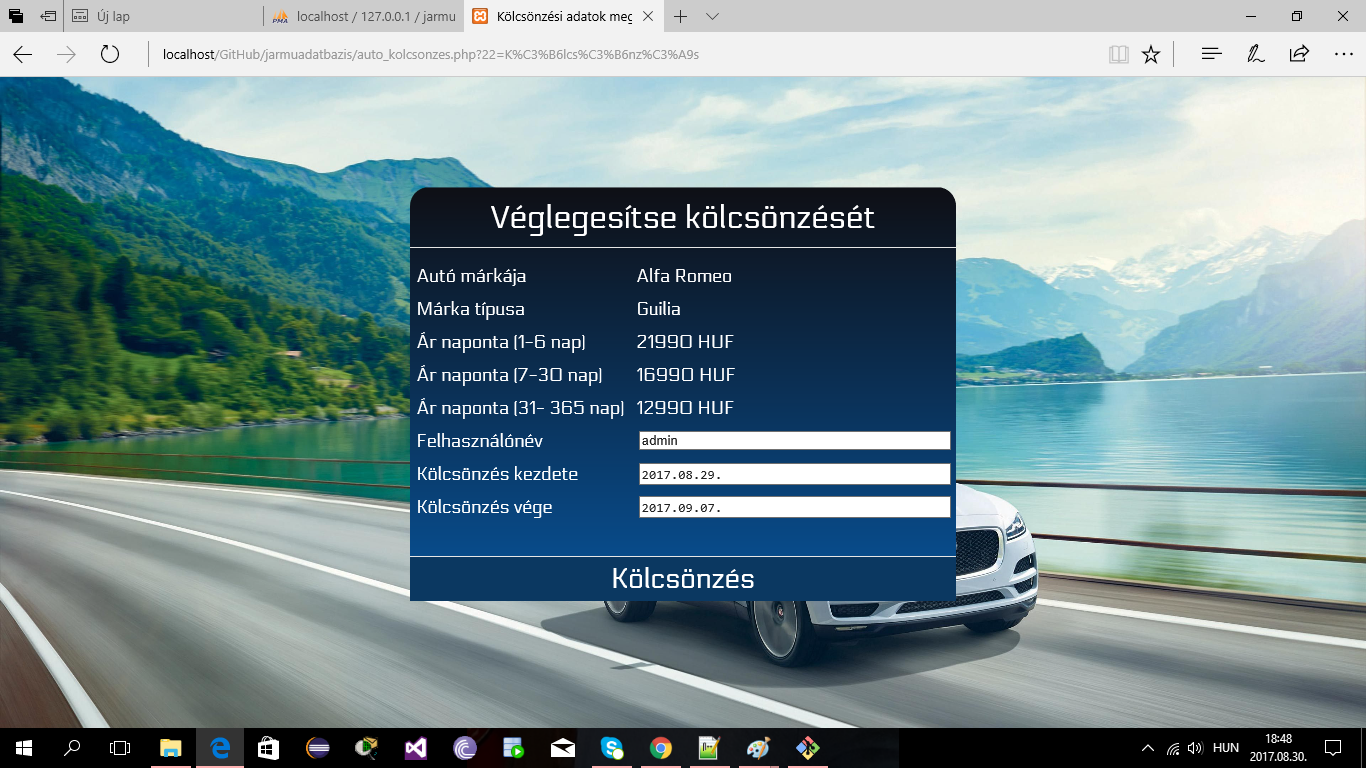 Új lap
localhost / 127.0.0.1 / jarmu
Kölcsönzési adatok meg
localhost/GitHub/jarmuadatbazis/auto_kolcsonzes.php?22=K%C3%B6lcs%C3%B6nz%C3%A9s
Véglegesítse kölcsönzését
Autó márkája Alfa Romeo
Márka típusa Guilia
Ár naponta (1-6 nap) 21990 HUF
Ár naponta (7-30 nap) 16990 HUF
Ár naponta (31- 365 nap) 12990 HUF
Felhasználónév admin
Kölcsönzés kezdete 2017.08.29.
Kölcsönzés vége 2017.09.07.
Kölcsönzés
HUN
18:48
2017.08.30.